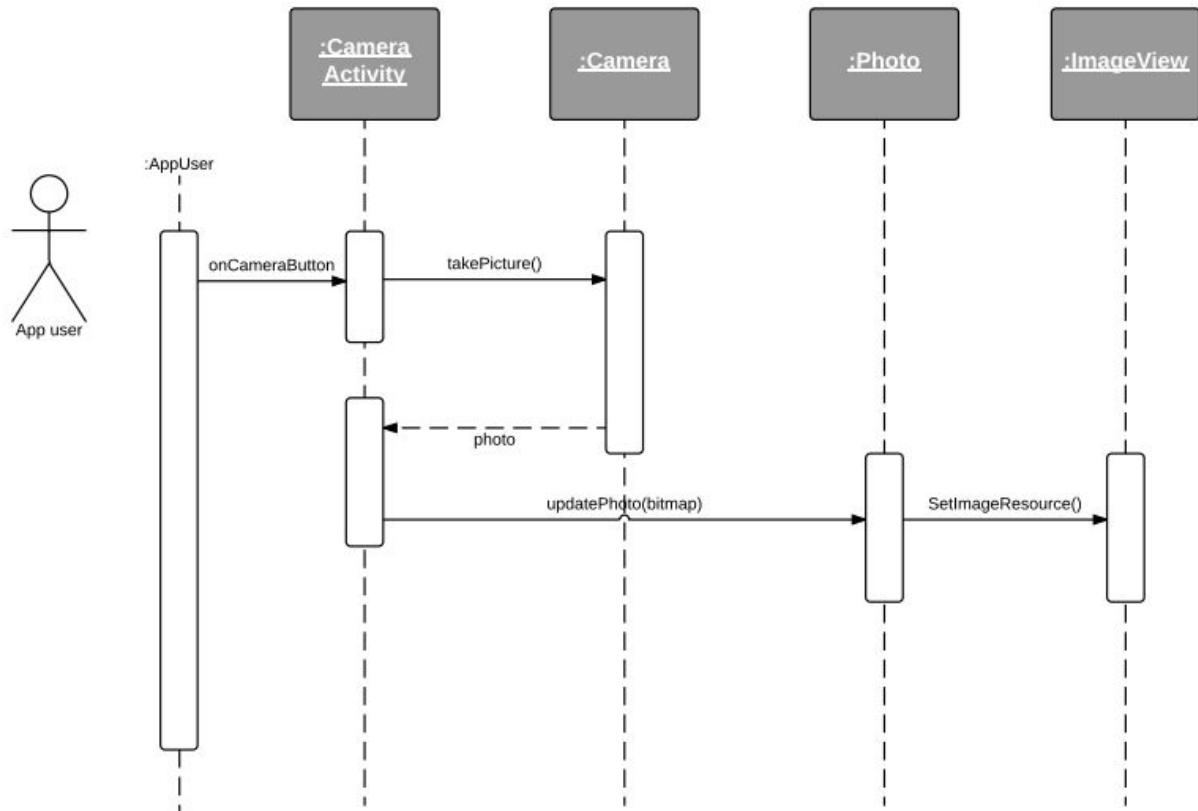 :Camera
Activity
:Camera
:Photo
:ImageView
:AppUser
onCameraButton
takePicture()
App user
photo
updatePhoto(bitmap)
SetImageResource()